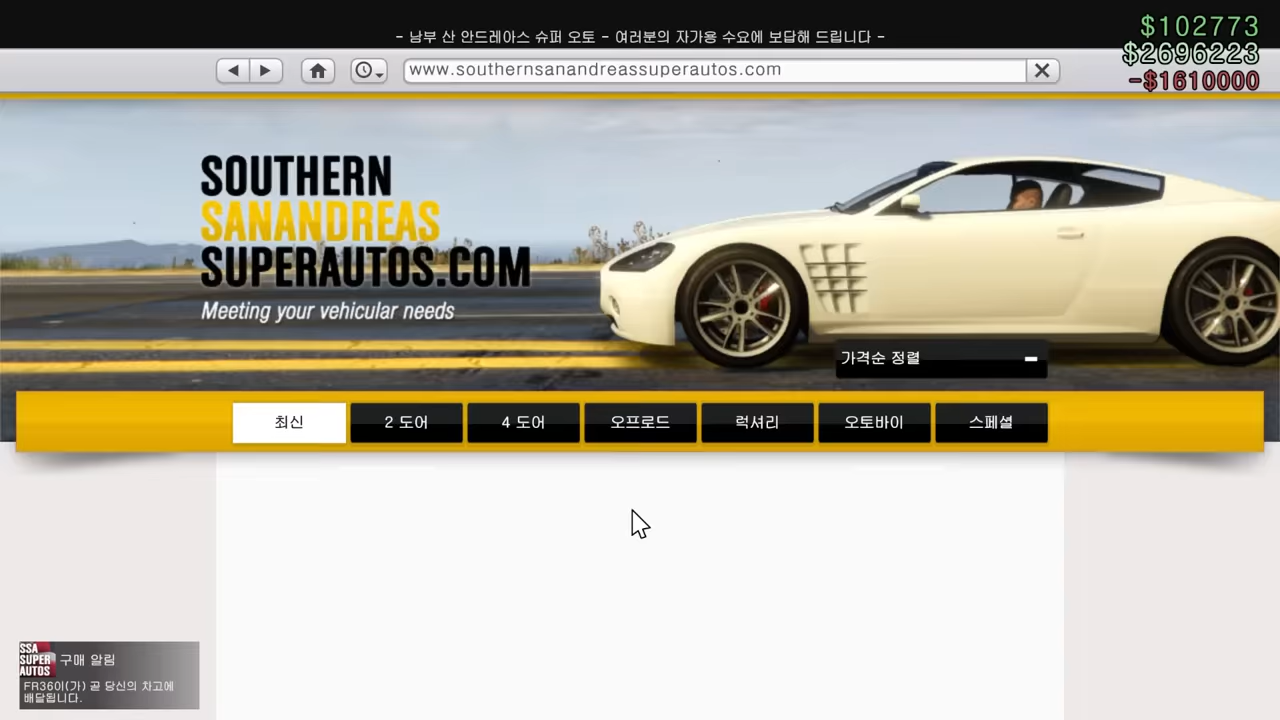 - 남부 산 안드레아스 슈퍼 오토 - 여러분의 자가용 수요에 보답해 드립니다 -
$102773
$2696223
-$1610000
www.southernsanandreassuperautos.com
SOUTHERN
SANANDREAS
SUPERAUTOS.COM
Meeting your vehicular needs
가격순 정렬
최신
2 도어
4 도어
오프로드
럭셔리
오토바이
스페셜
SSA
SUPER
AUTOS
구매 알림
FR36이(가) 곧 당신의 차고에
배달됩니다.